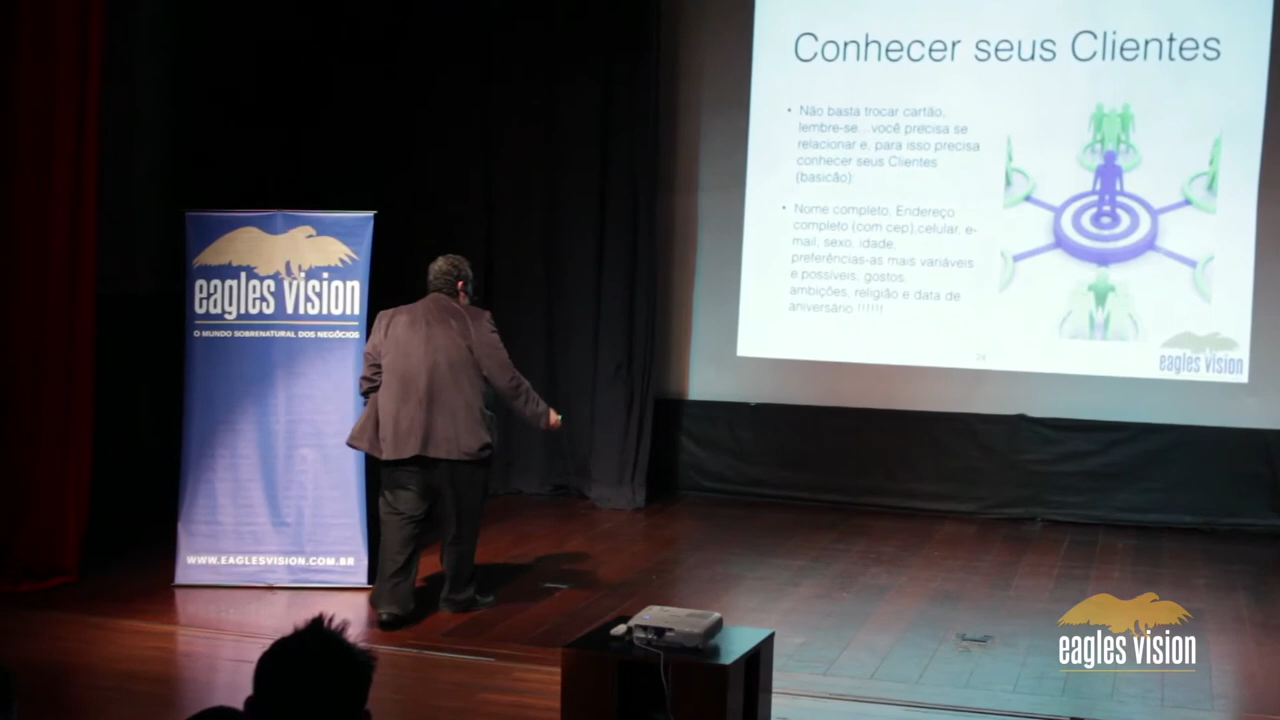 Conhecer seus Clientes
• Não basta trocar cartão,
lembre-se...você precisa se
relacionar e, para isso precisa
conhecer seus Clientes
(basicão):
• Nome completo, Endereço
completo (com cep),celular, e-
mail, sexo, idade,
preferências-as mais variáveis
e possíveis, gostos,
ambições, religião e data de
aniversário !!!!!!
24
eagles vision
eagles vision
O MUNDO SOBRENATURAL DOS NEGÓCIOS
WWW.EAGLESVISION.COM.BR
eagles vision